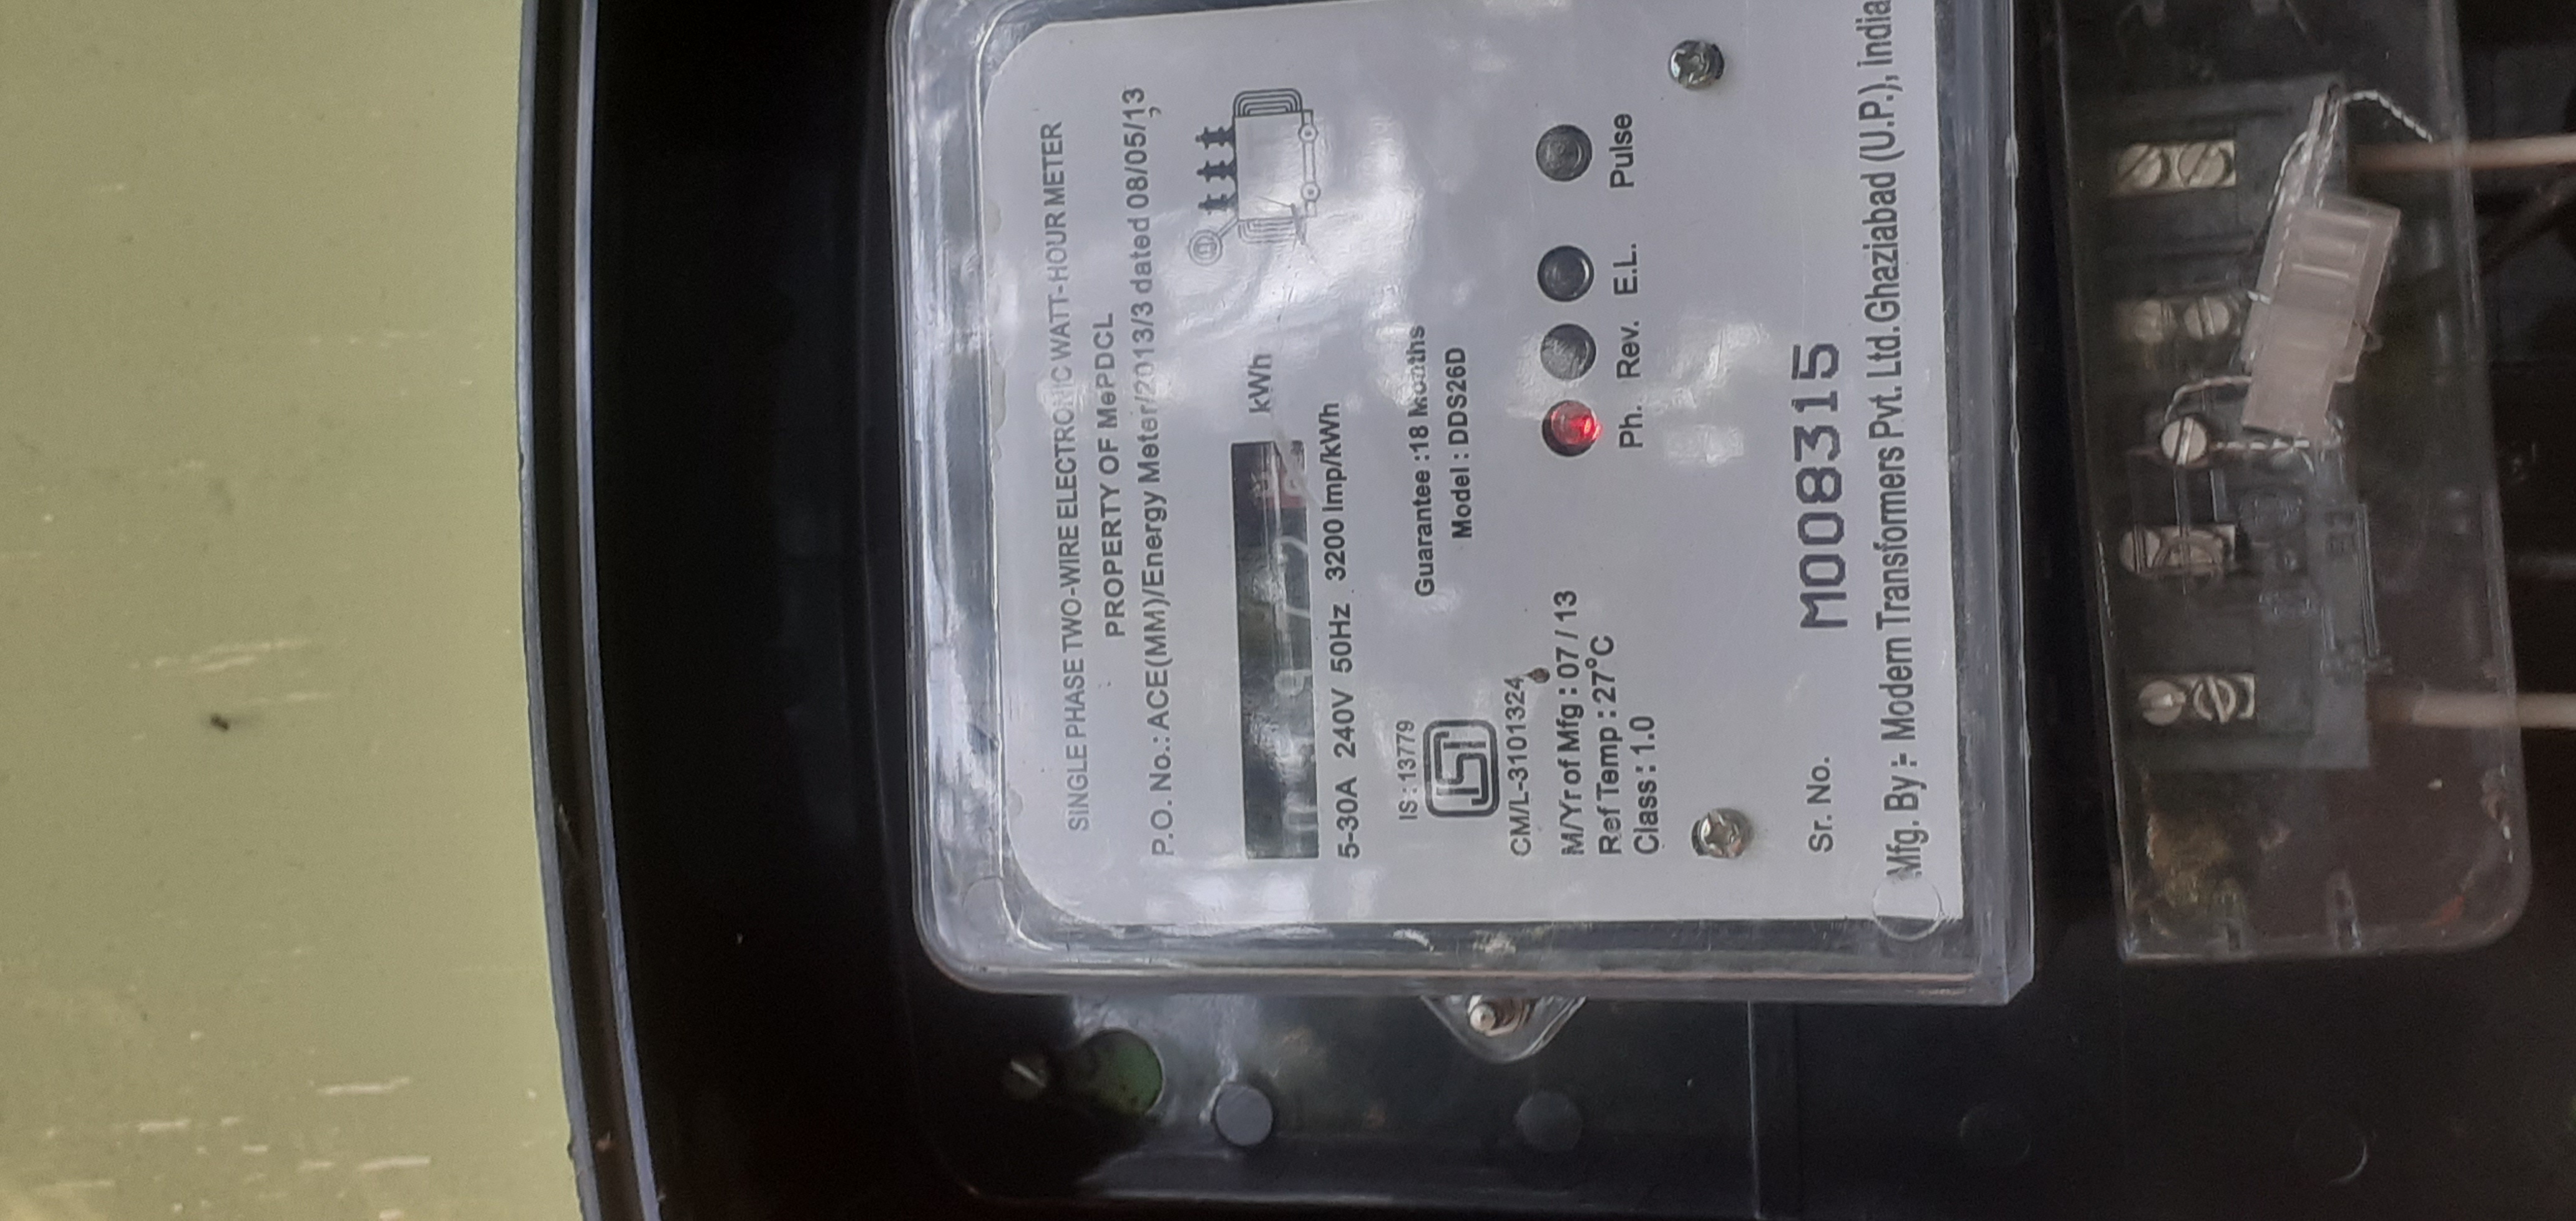 SINGLE PHASE TWO-WIRE ELECTRONIC WATT-HOUR METER
PROPERTY OF MePDCL
P.O. No.: ACE(MM)/Energy Meter/2013/3 dated 08/05/13
kWh
5-30A 240V 50Hz 3200 Imp/kWh
IS : 13779
Guarantee : 18 Months
Model : DDS26D
CM/L-3101324
M/Yr of Mfg : 07 / 13
Ref Temp : 27°C
Class : 1.0
Ph. Rev. E.L. Pulse
Sr. No. M008315
Mfg. By :- Modern Transformers Pvt. Ltd. Ghaziabad (U.P.), India